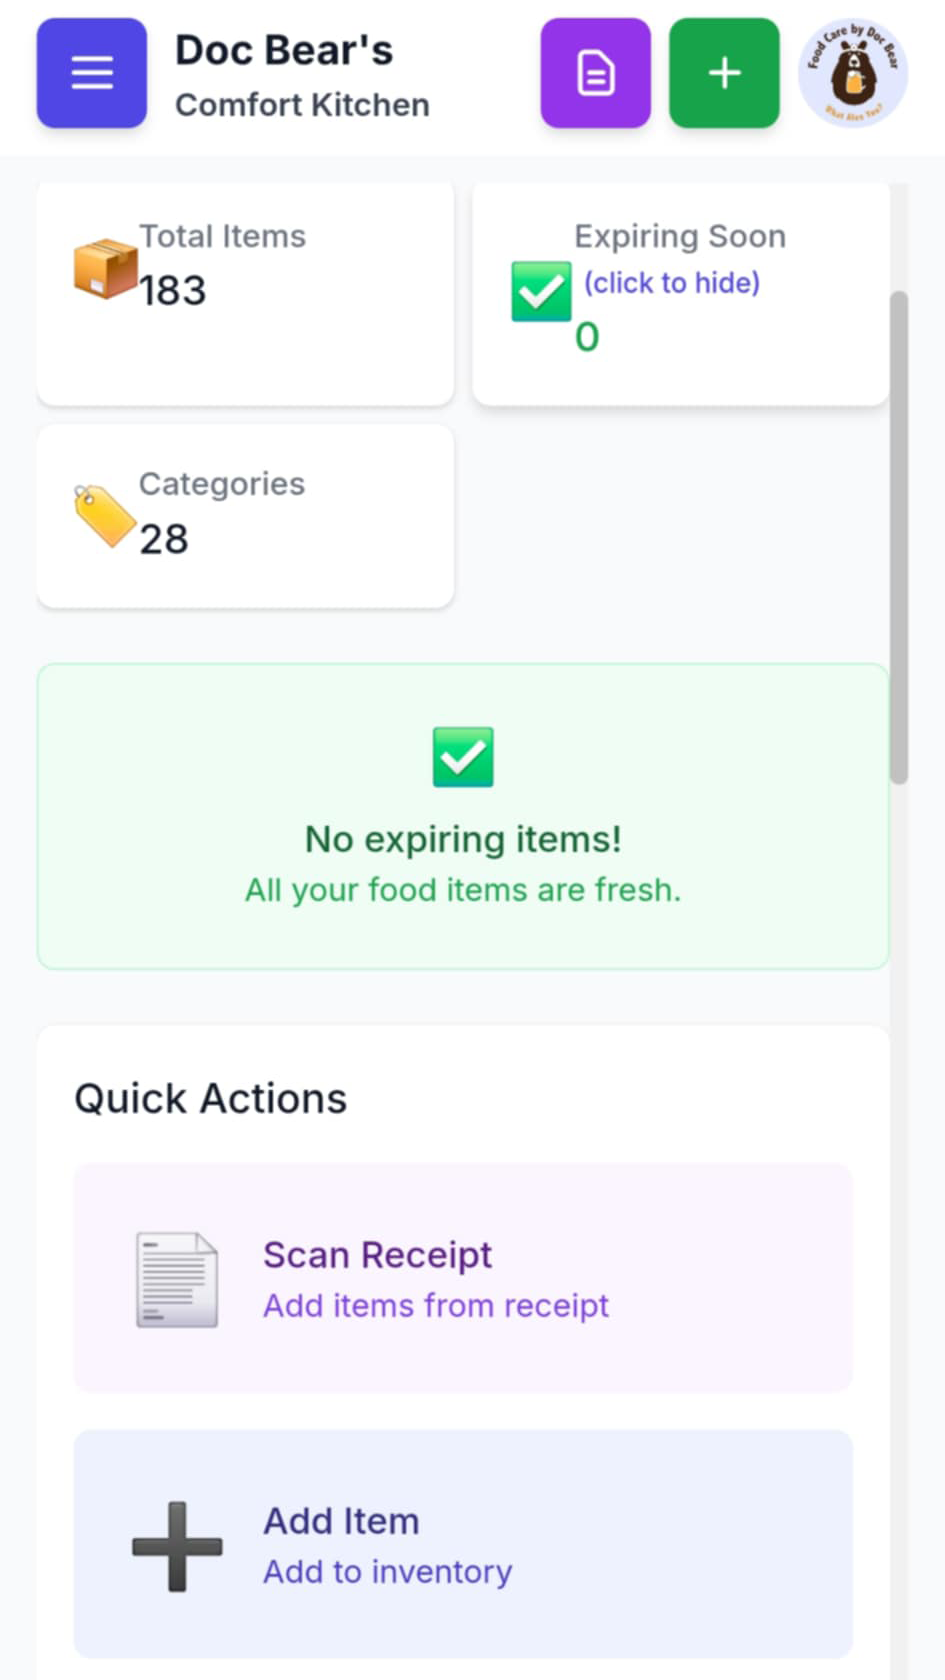 Doc Bear's
Comfort Kitchen
Food Care by Doc Bear
What Ales You?
Total Items
183
Expiring Soon
(click to hide)
0
Categories
28
No expiring items!
All your food items are fresh.
Quick Actions
Scan Receipt
Add items from receipt
Add Item
Add to inventory